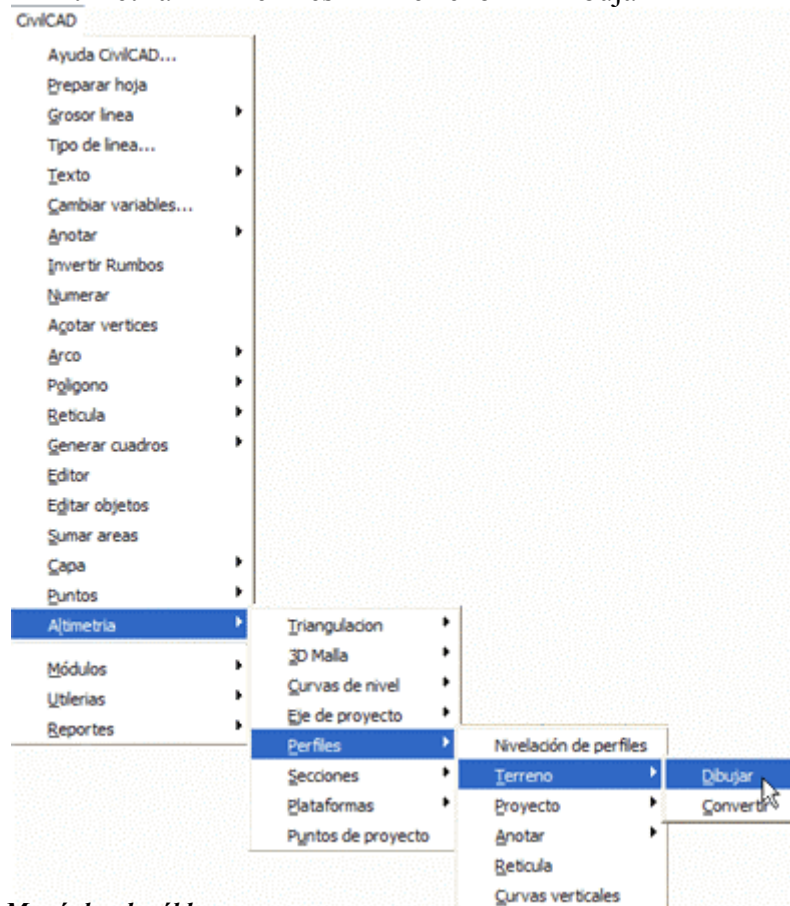 CivilCAD
Ayuda CivilCAD...
Preparar hoja
Grosor linea
Tipo de linea...
Texto
Cambiar variables...
Anotar
Invertir Rumbos
Numerar
Acotar vertices
Arco
Poligono
Reticula
Generar cuadros
Editor
Editar objetos
Sumar areas
Capa
Puntos
Altimetria
Módulos
Utilerias
Reportes
Triangulacion
3D Malla
Curvas de nivel
Eje de proyecto
Perfiles
Secciones
Plataformas
Puntos de proyecto
Nivelación de perfiles
Terreno
Proyecto
Anotar
Reticula
Curvas verticales
Dibujar
Convertir